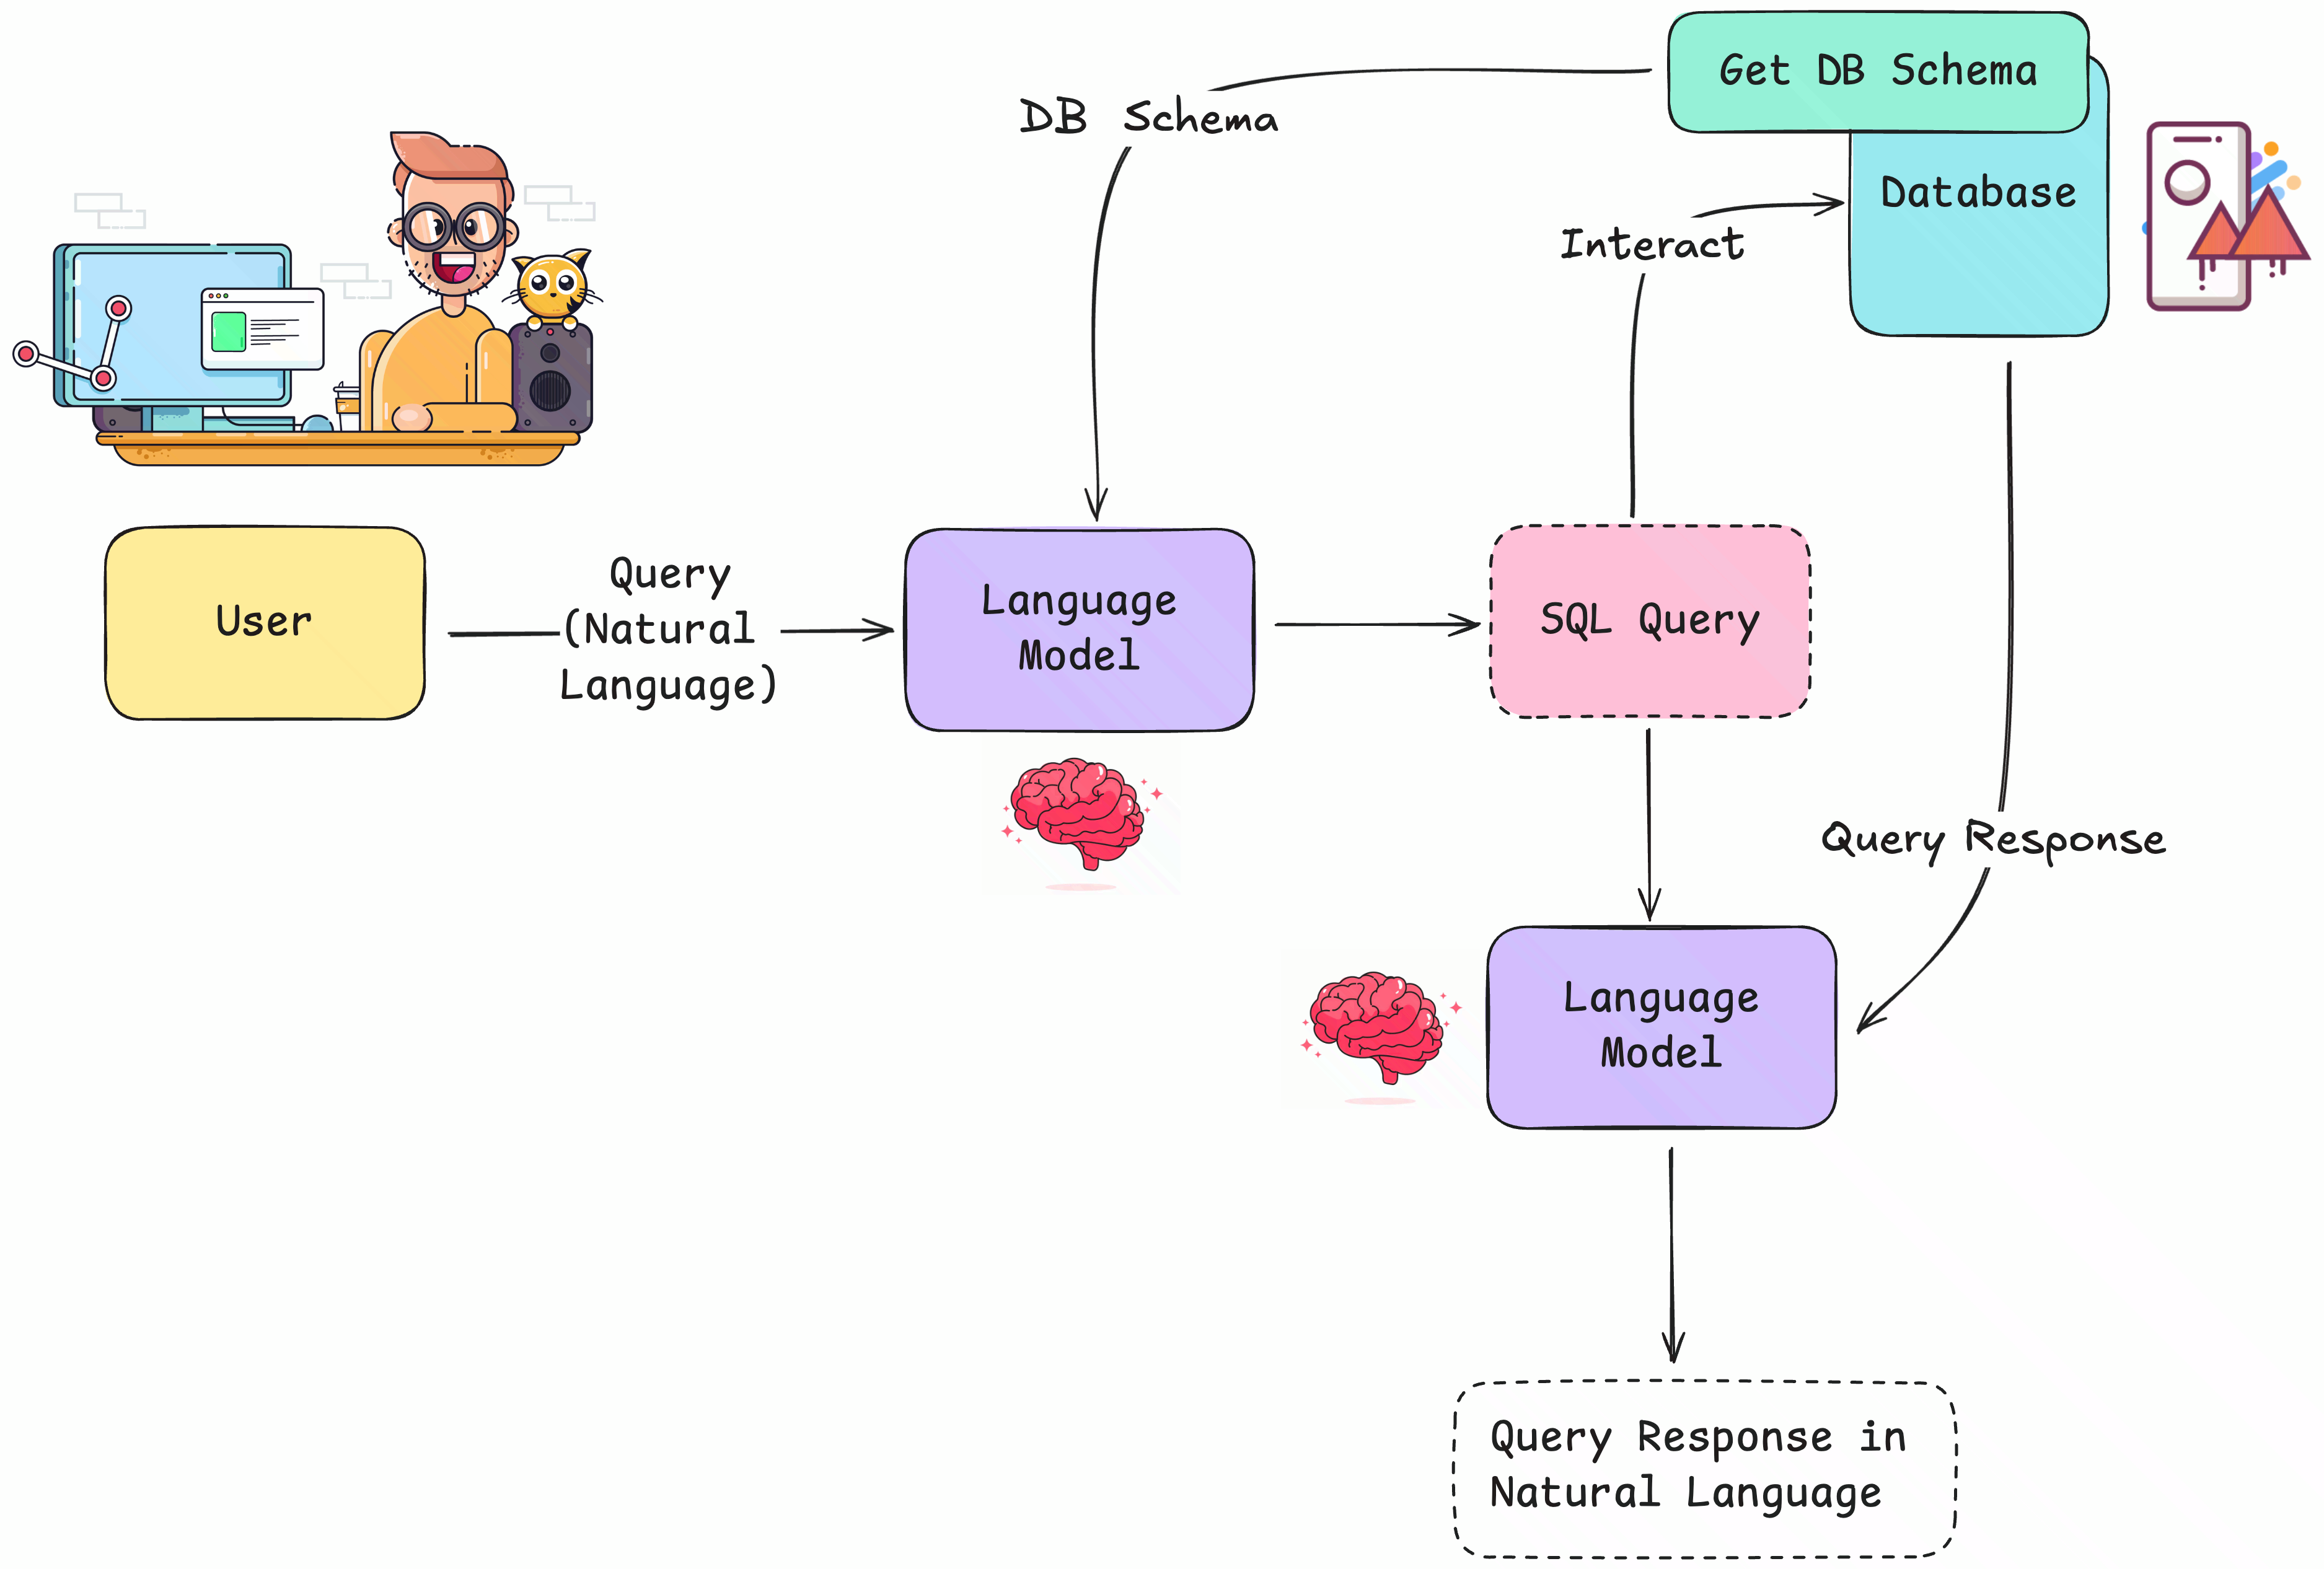 Get DB Schema
DB Schema
Database
Interact
User
Query
(Natural
Language)
Language
Model
SQL Query
Query Response
Language
Model
Query Response in
Natural Language